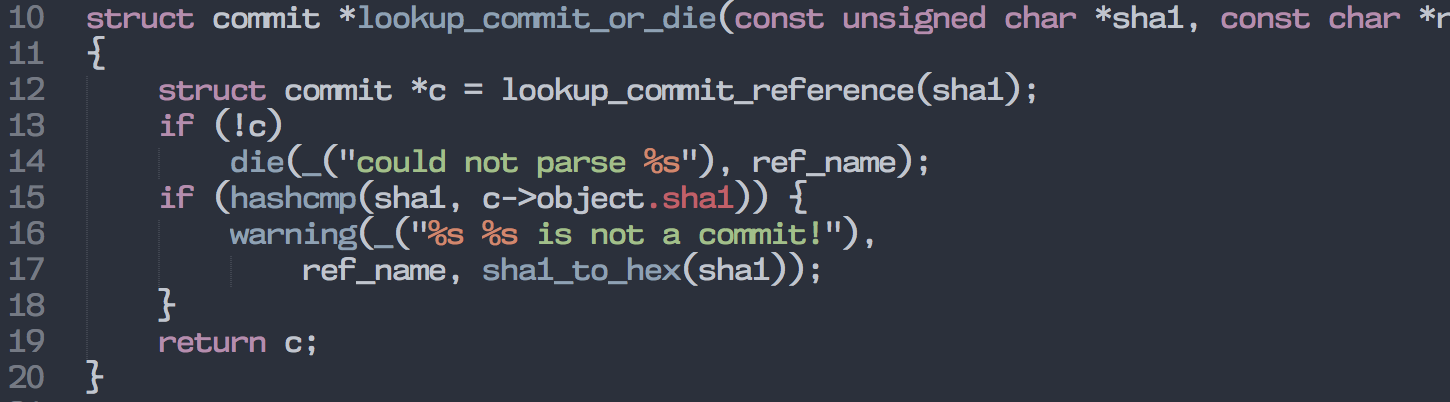 10 struct commit *lookup_commit_or_die(const unsigned char *sha1, const char *r
11 {
12     struct commit *c = lookup_commit_reference(sha1);
13     if (!c)
14         die(_("could not parse %s"), ref_name);
15     if (hashcmp(sha1, c->object.sha1)) {
16         warning(_("%s %s is not a commit!"),
17             ref_name, sha1_to_hex(sha1));
18     }
19     return c;
20 }